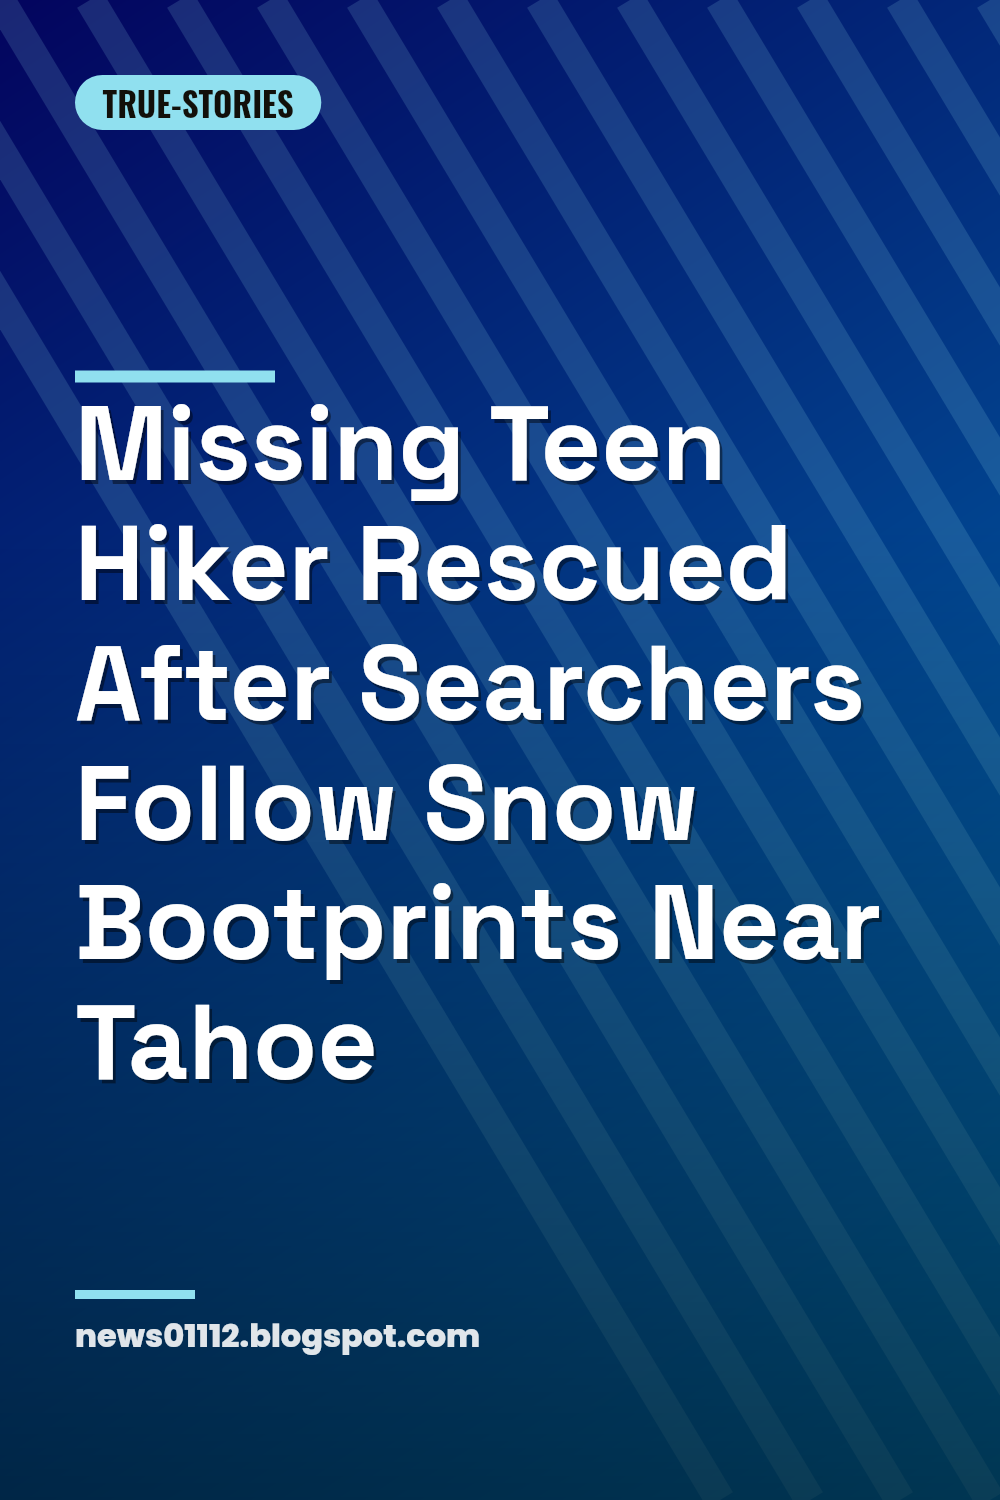 TRUE-STORIES
Missing Teen
Hiker Rescued
After Searchers
Follow Snow
Bootprints Near
Tahoe
news01112.blogspot.com